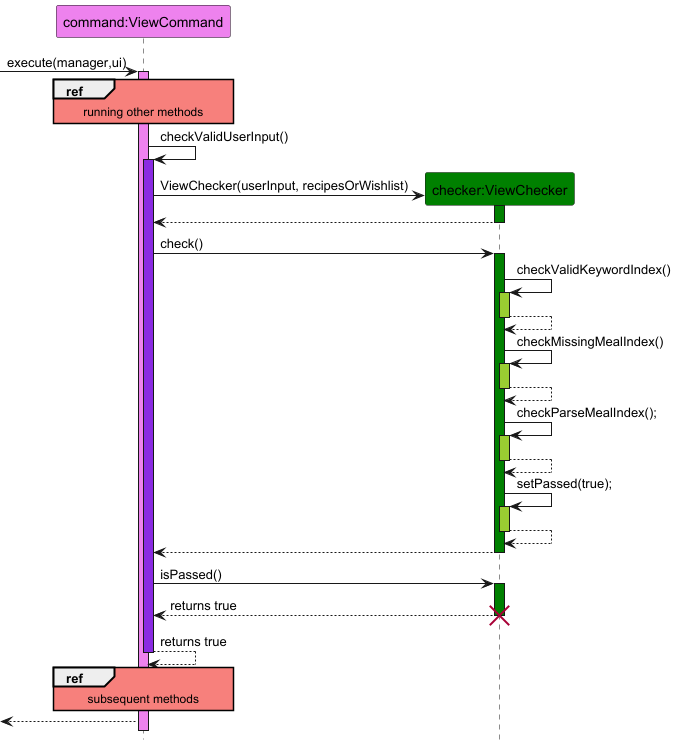 command:ViewCommand
execute(manager,ui)
ref
running other methods
checkValidUserInput()
ViewChecker(userInput, recipesOrWishlist)
checker:ViewChecker
check()
checkValidKeywordIndex()
checkMissingMealIndex()
checkParseMealIndex();
setPassed(true);
isPassed()
returns true
returns true
ref
subsequent methods